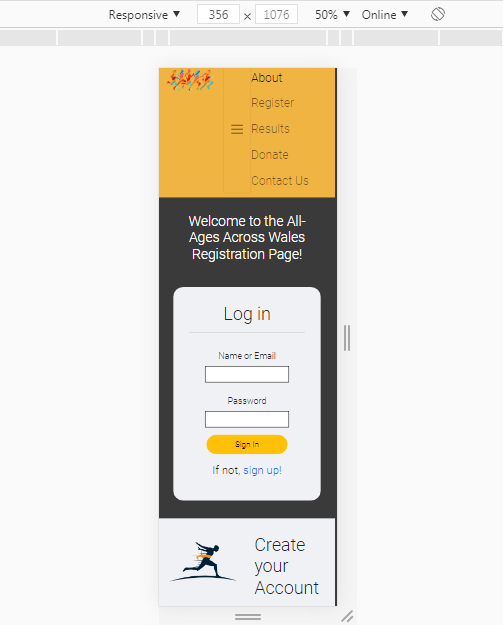 Responsive ▼ 356 × 1076 50% ▼ Online ▼
About
Register
Results
Donate
Contact Us
Welcome to the All-
Ages Across Wales
Registration Page!
Log in
Name or Email
Password
Sign In
If not, sign up!
Create
your
Account